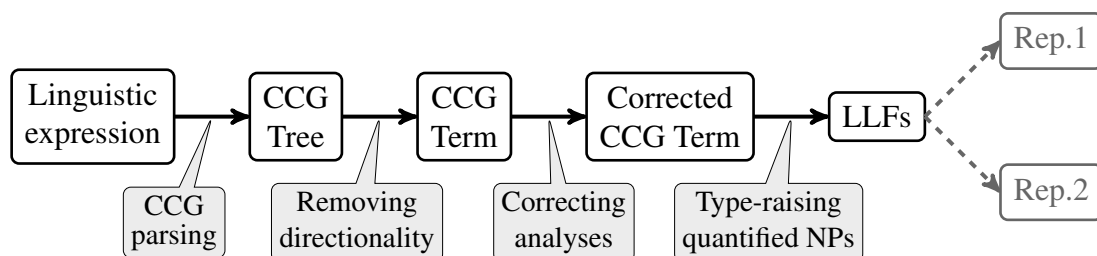 Linguistic
expression
CCG
Tree
CCG
Term
Corrected
CCG Term
LLFs
Rep.1
Rep.2
CCG
parsing
Removing
directionality
Correcting
analyses
Type-raising
quantified NPs